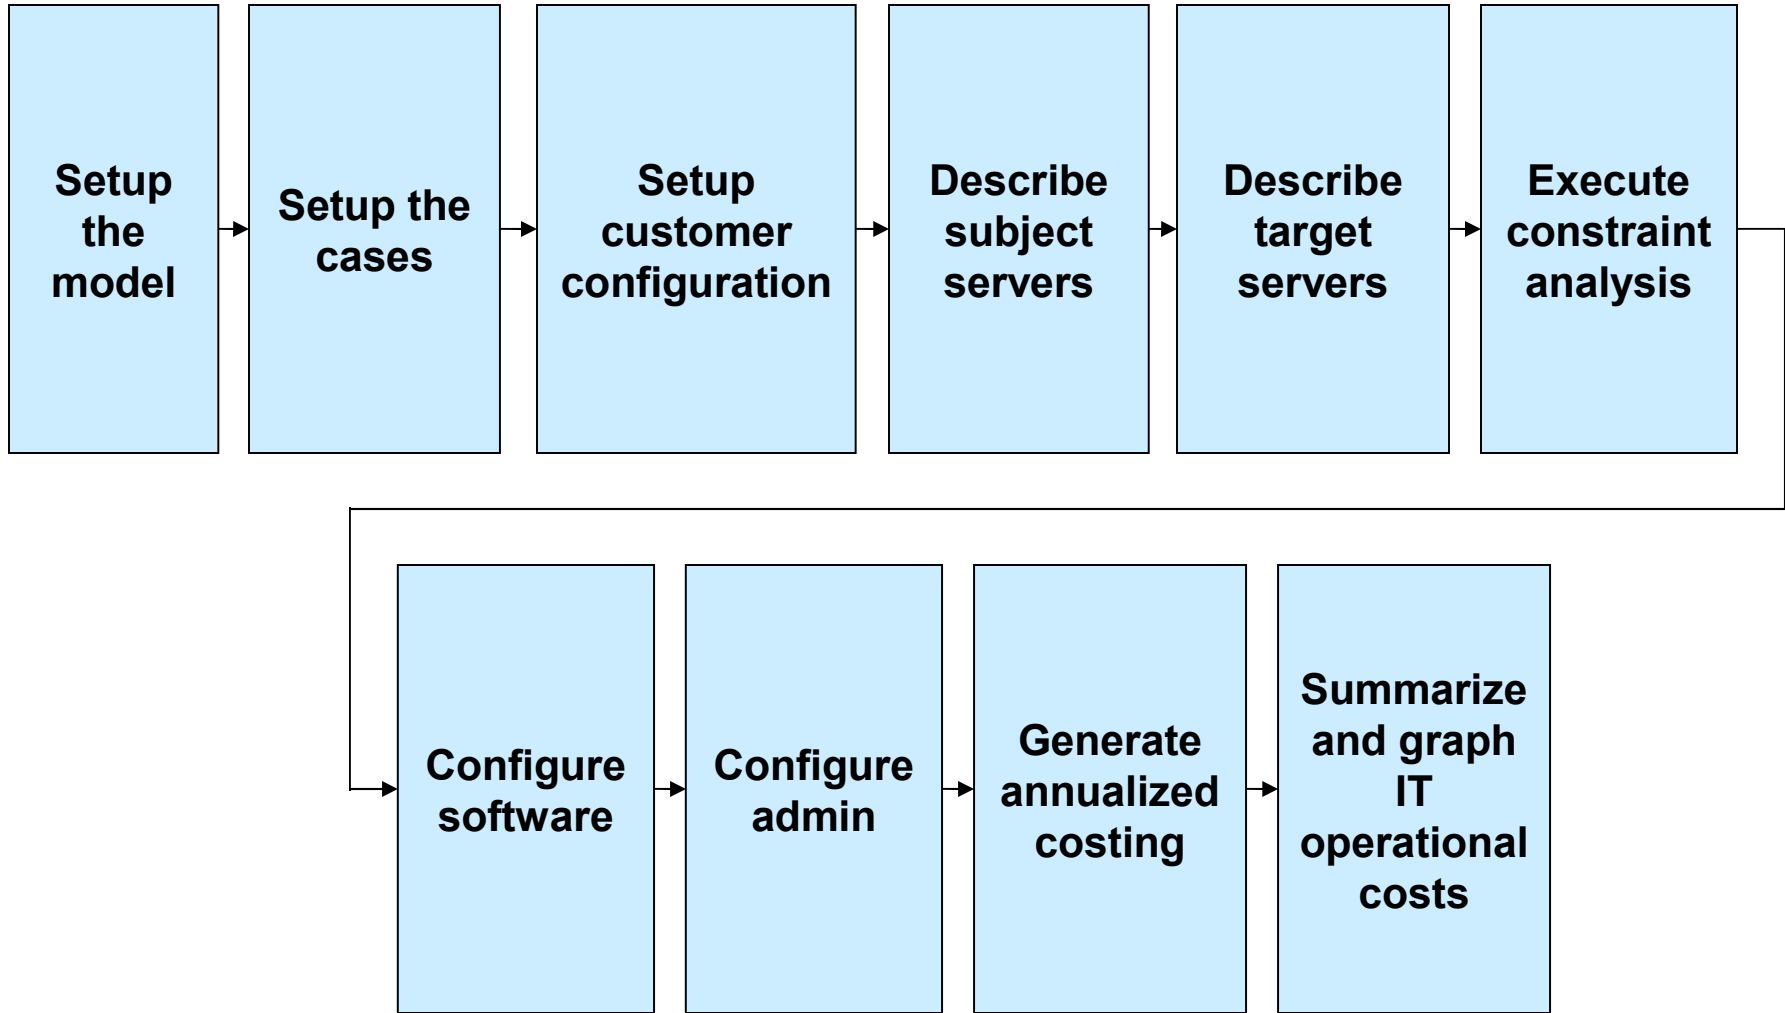 Setup
the
model
Setup the
cases
Setup
customer
configuration
Describe
subject
servers
Describe
target
servers
Execute
constraint
analysis
Configure
software
Configure
admin
Generate
annualized
costing
Summarize
and graph
IT
operational
costs